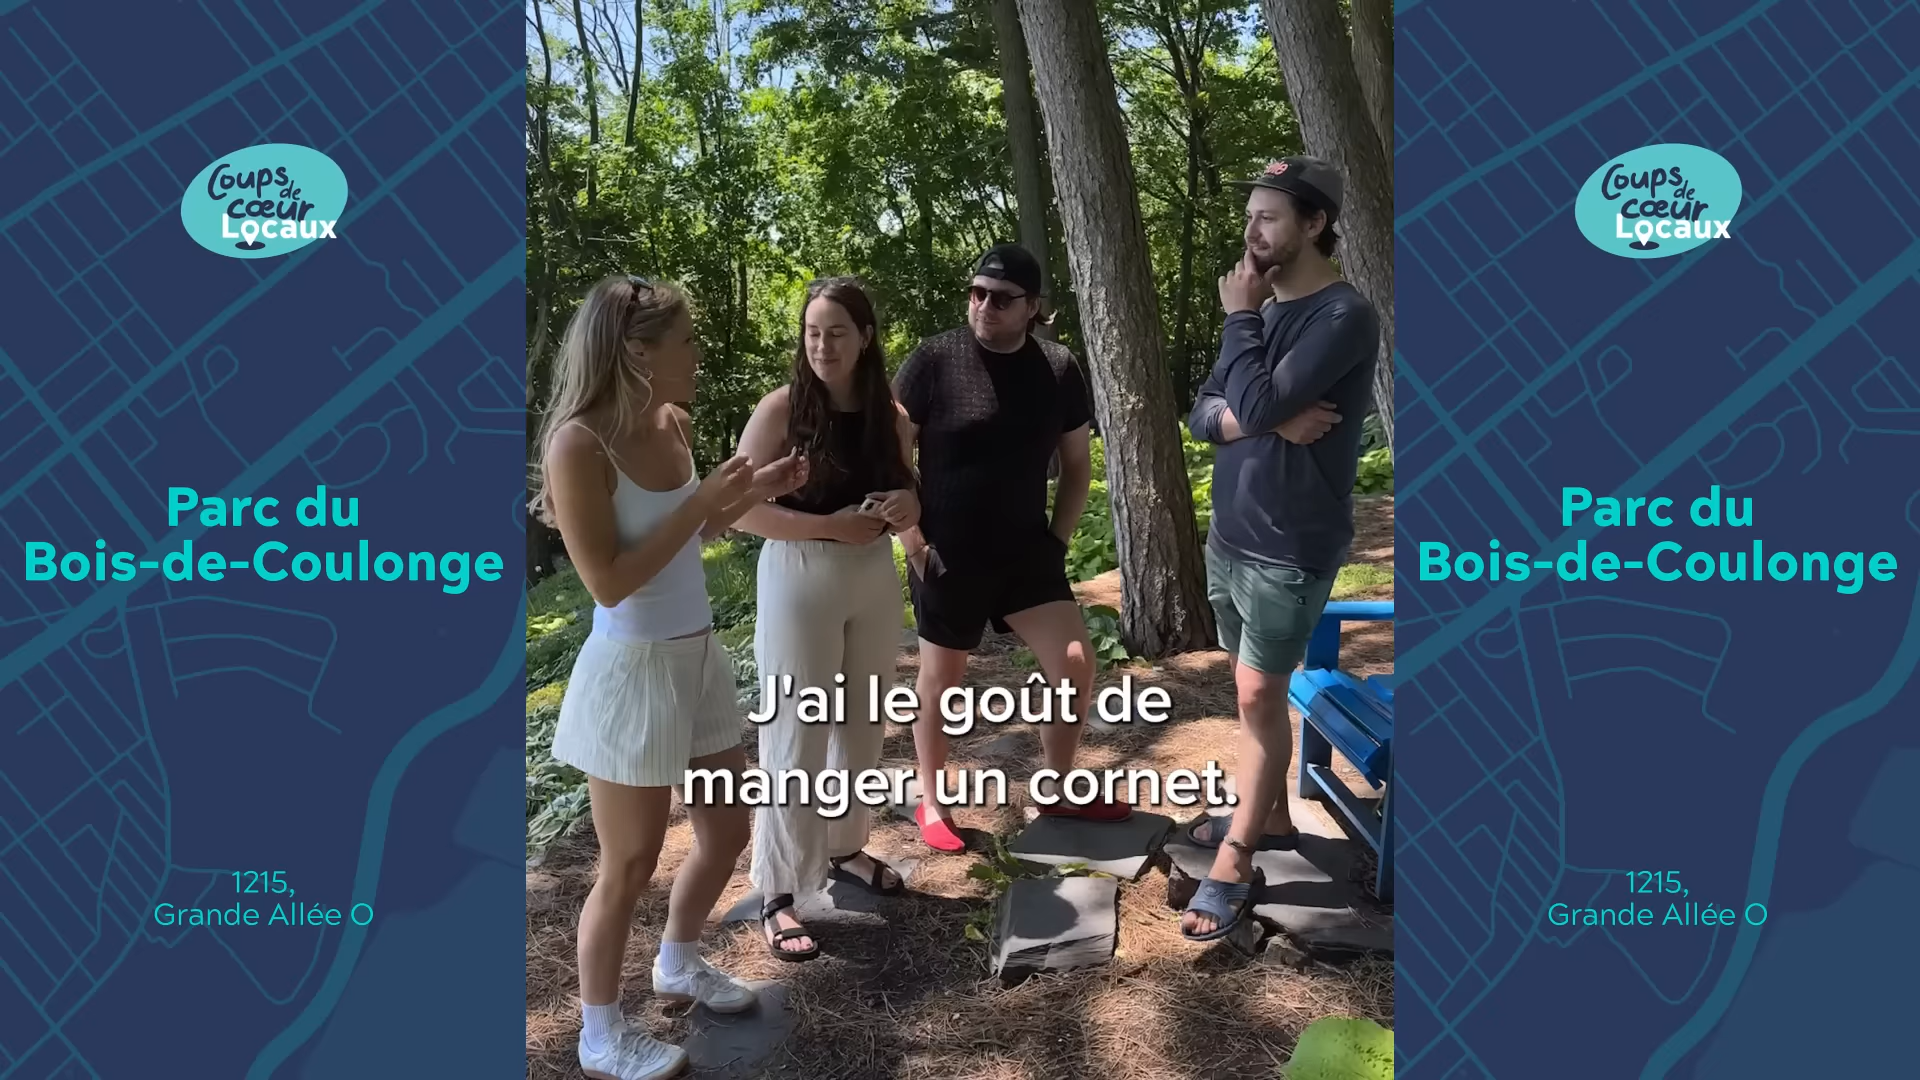 Coups
de
cœur
Locaux
Parc du
Bois-de-Coulonge
1215,
Grande Allée O
J'ai le goût de
manger un cornet.
Coups
de
cœur
Locaux
Parc du
Bois-de-Coulonge
1215,
Grande Allée O